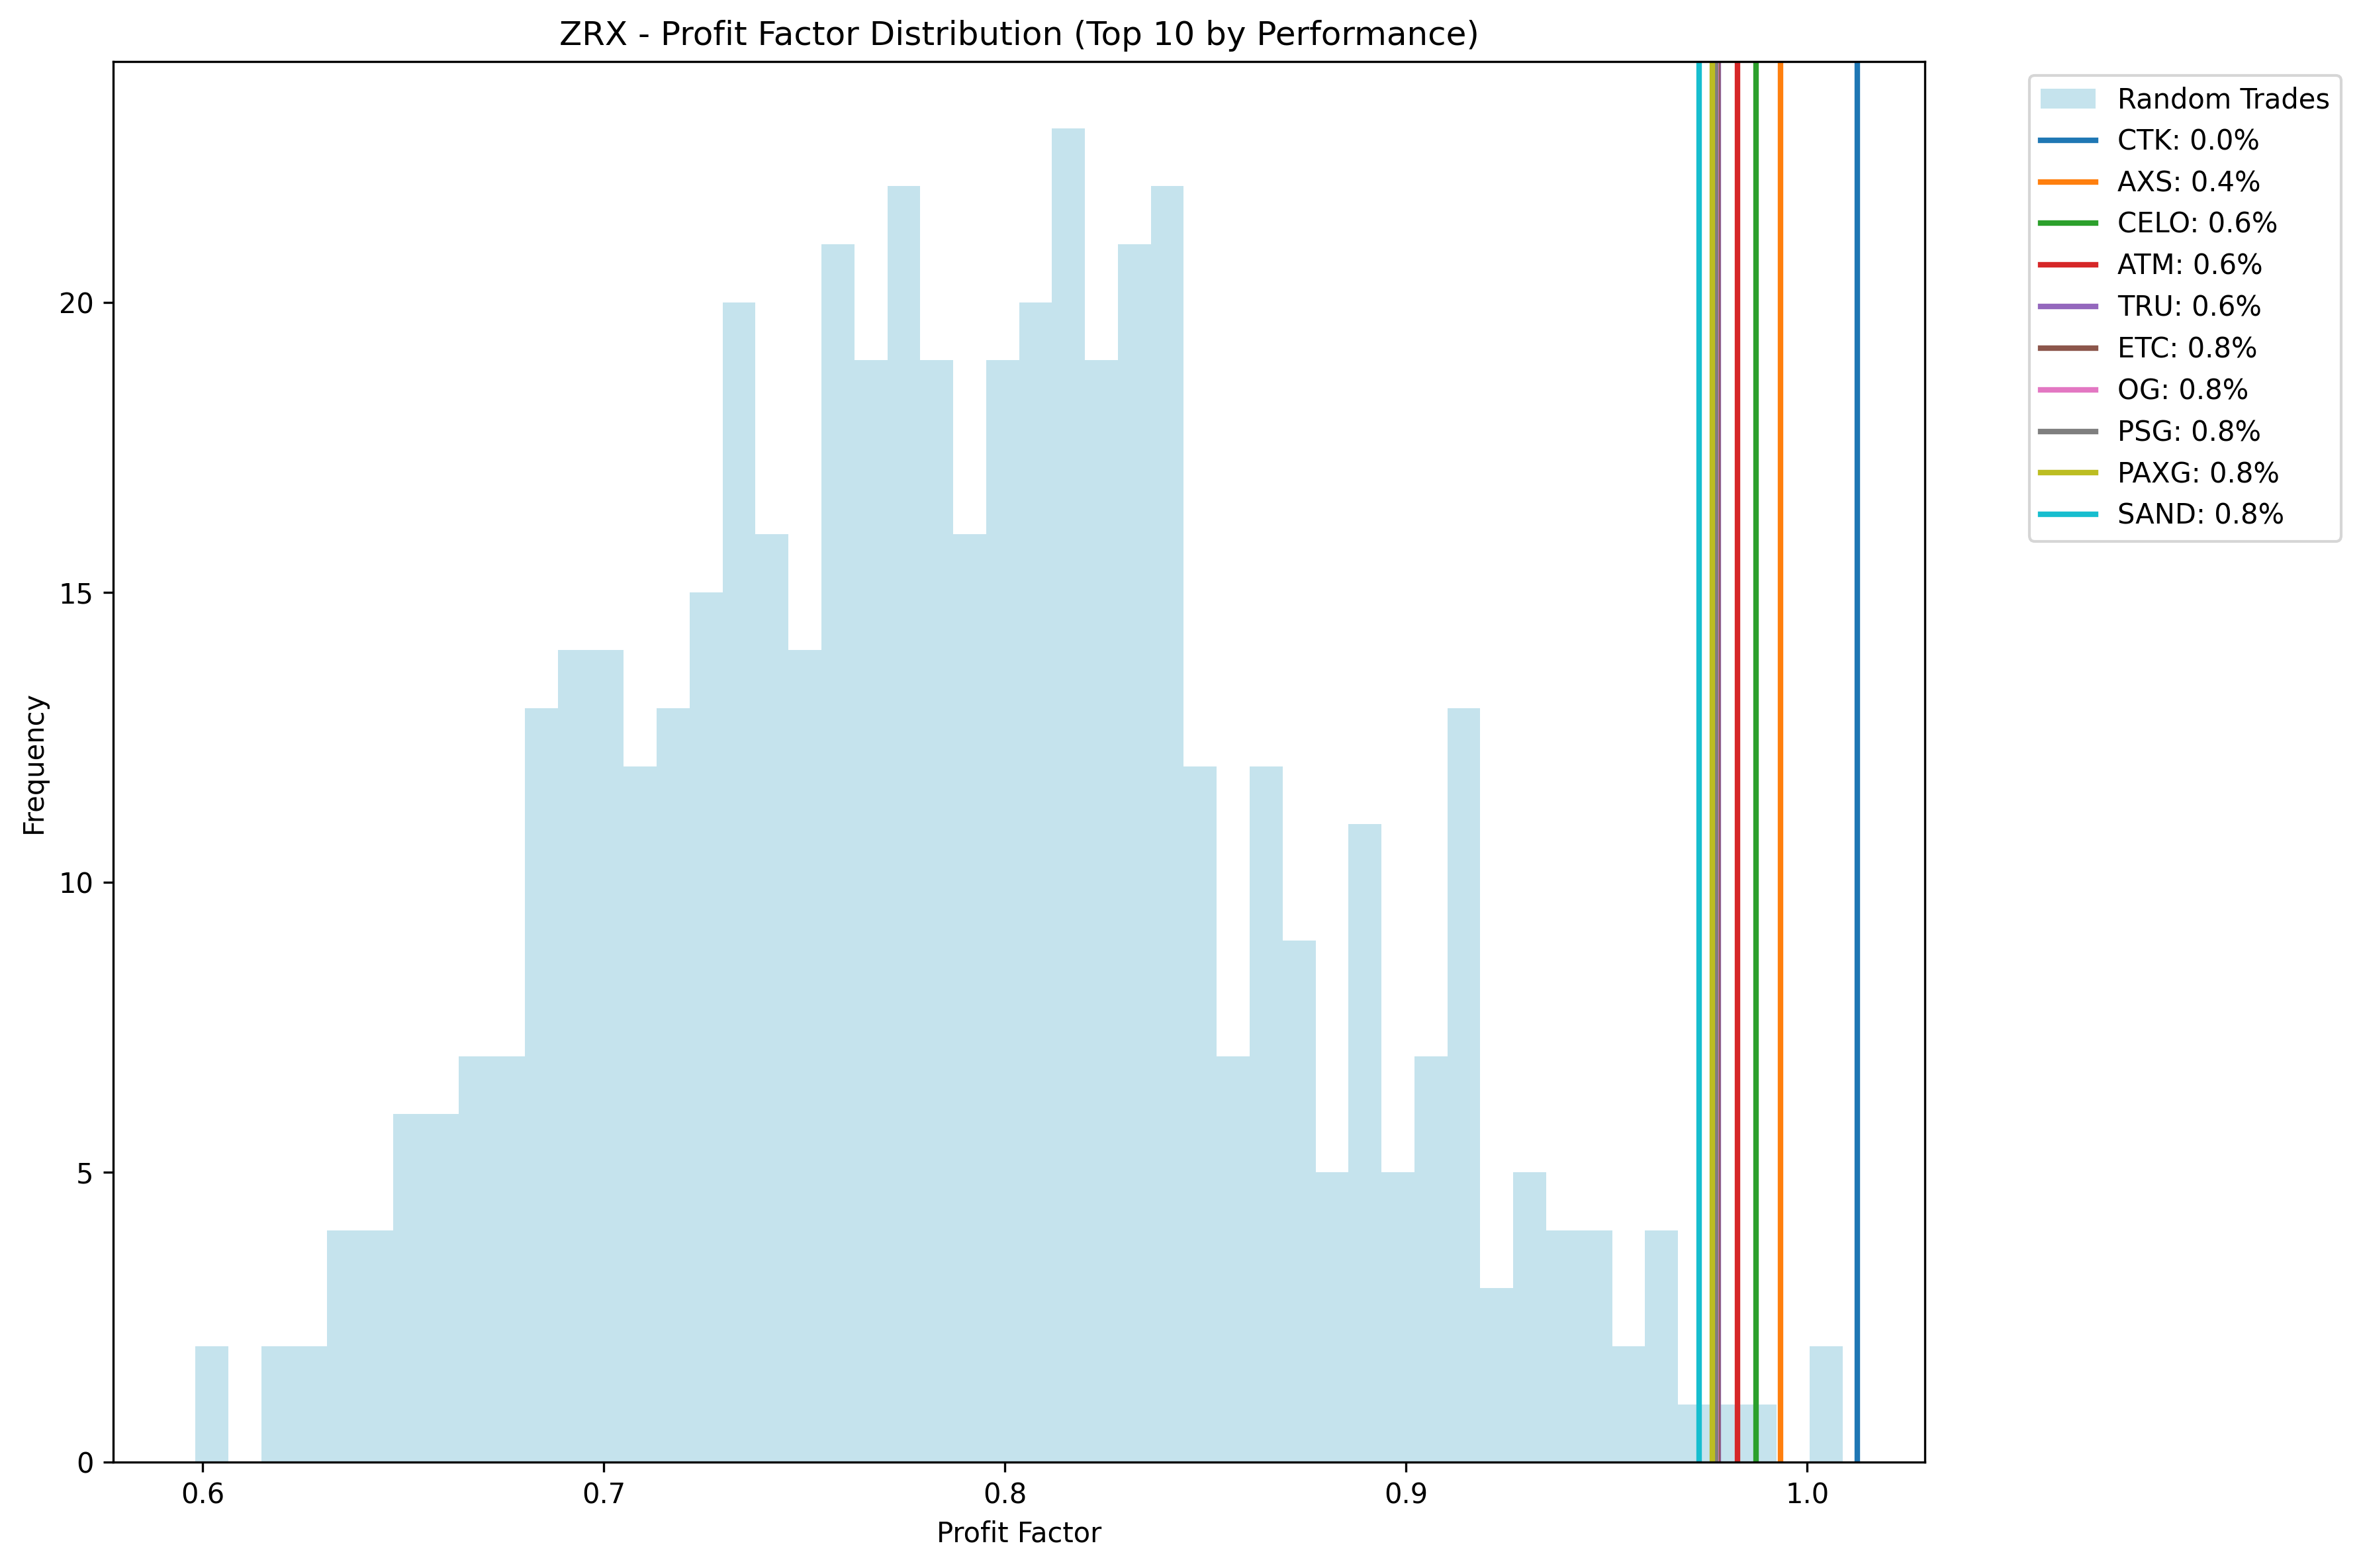 ZRX - Profit Factor Distribution (Top 10 by Performance)
Random Trades
CTK: 0.0%
AXS: 0.4%
CELO: 0.6%
ATM: 0.6%
TRU: 0.6%
ETC: 0.8%
OG: 0.8%
PSG: 0.8%
PAXG: 0.8%
SAND: 0.8%
Frequency
20
15
10
5
0
0.6 0.7 0.8 0.9 1.0
Profit Factor